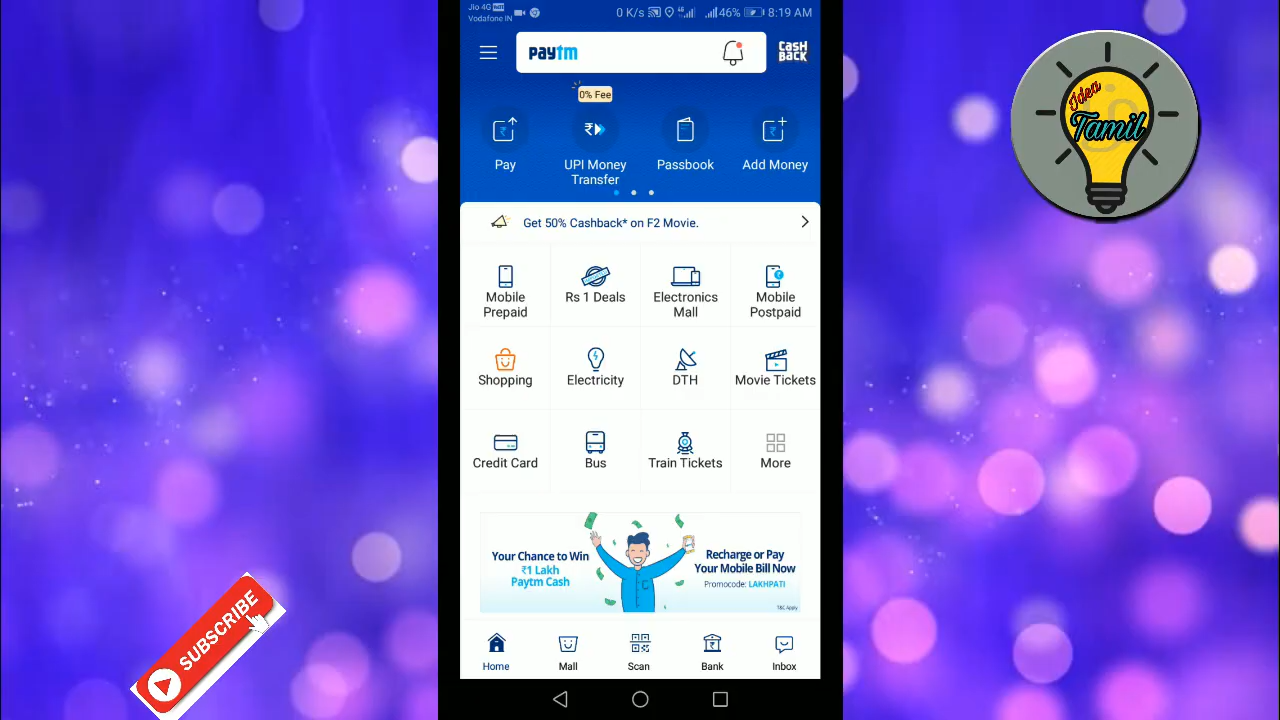 Jio 4G VoLTE
Vodafone IN
0 K/s 46% 8:19 AM
paytm
CASH
BACK
0% Fee
Pay
UPI Money
Transfer
Passbook
Add Money
Get 50% Cashback* on F2 Movie.
Mobile
Prepaid
Rs 1 Deals
Electronics
Mall
Mobile
Postpaid
Shopping
Electricity
DTH
Movie Tickets
Credit Card
Bus
Train Tickets
More
Your Chance to Win
₹1 Lakh
Paytm Cash
Recharge or Pay
Your Mobile Bill Now
Promocode: LAKHPATI
T&C Apply
Home
Mall
Scan
Bank
Inbox
Idea
Tamil
SUBSCRIBE